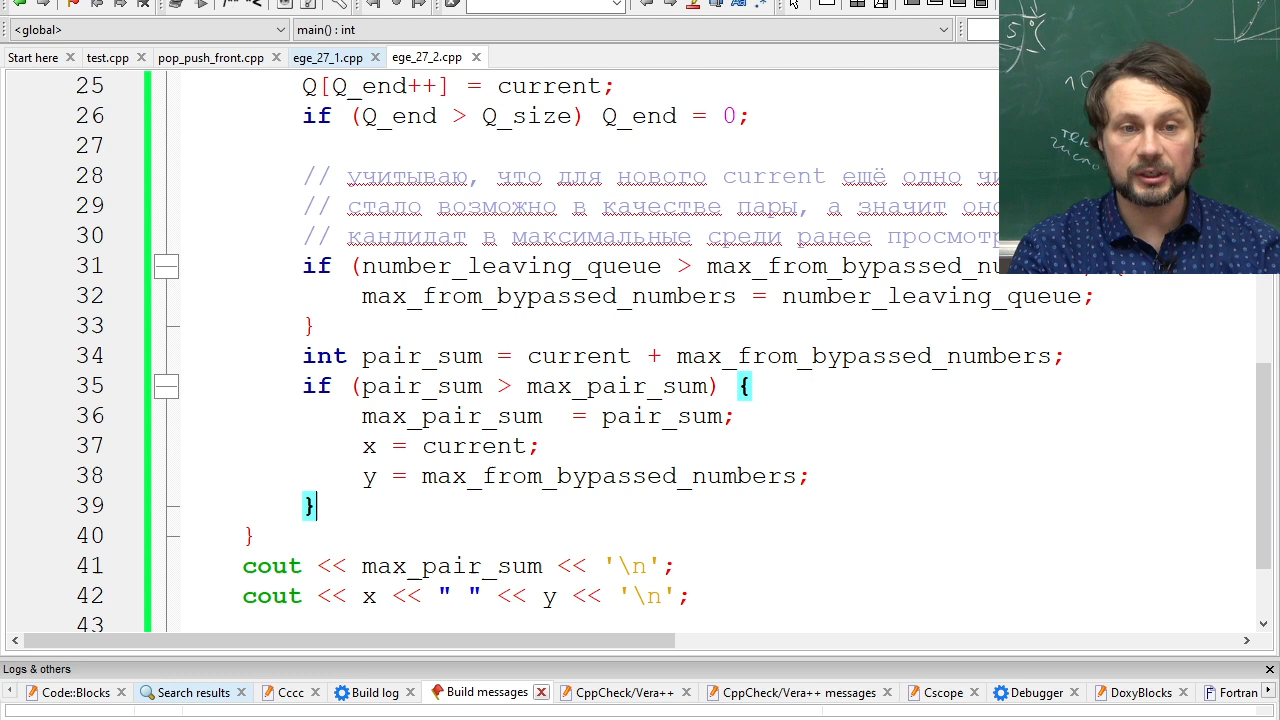 <global> main() : int
Start here test.cpp pop_push_front.cpp ege_27_1.cpp ege_27_2.cpp
25 Q[Q_end++] = current;
26 if (Q_end > Q_size) Q_end = 0;
27
28 // учитываю, что для нового current ещё одно
29 // стало возможно в качестве пары, а значит
30 // кандидат в максимальные среди ранее
31 if (number_leaving_queue >
32 max_from_bypassed_numbers = number_leaving_queue;
33 }
34 int pair_sum = current + max_from_bypassed_numbers;
35 if (pair_sum > max_pair_sum) {
36 max_pair_sum  = pair_sum;
37 x = current;
38 y = max_from_bypassed_numbers;
39 }
40 }
41 cout << max_pair_sum << '\n';
42 cout << x << " " << y << '\n';
43
Logs & others
Code::Blocks Search results Build log Build messages CppCheck/Vera++ CppCheck/Vera++ messages Cscope Debugger DoxyBlocks Fortran